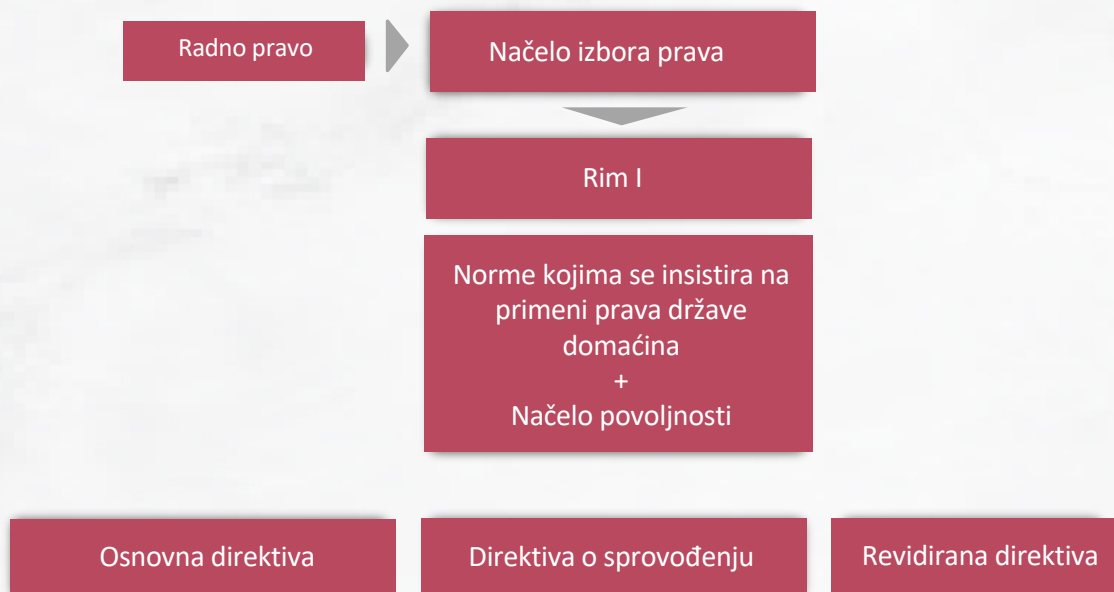 Radno pravo
Načelo izbora prava
Rim I
Norme kojima se insistira na
primeni prava države
domaćina
+
Načelo povoljnosti
Osnovna direktiva
Direktiva o sprovođenju
Revidirana direktiva